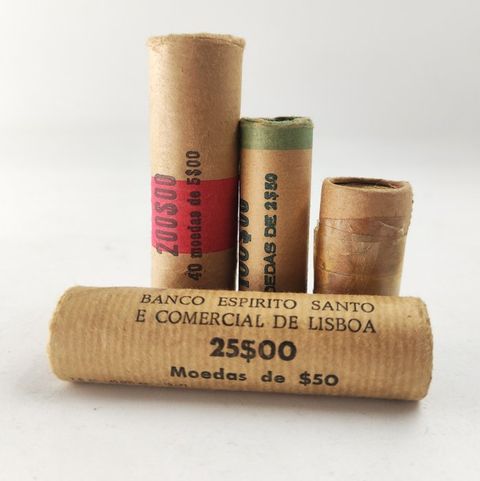 200$00
40 moedas de 5$00
100$00
MOEDAS DE 2$50
BANCO ESPIRITO SANTO
E COMERCIAL DE LISBOA
25$00
Moedas de $50